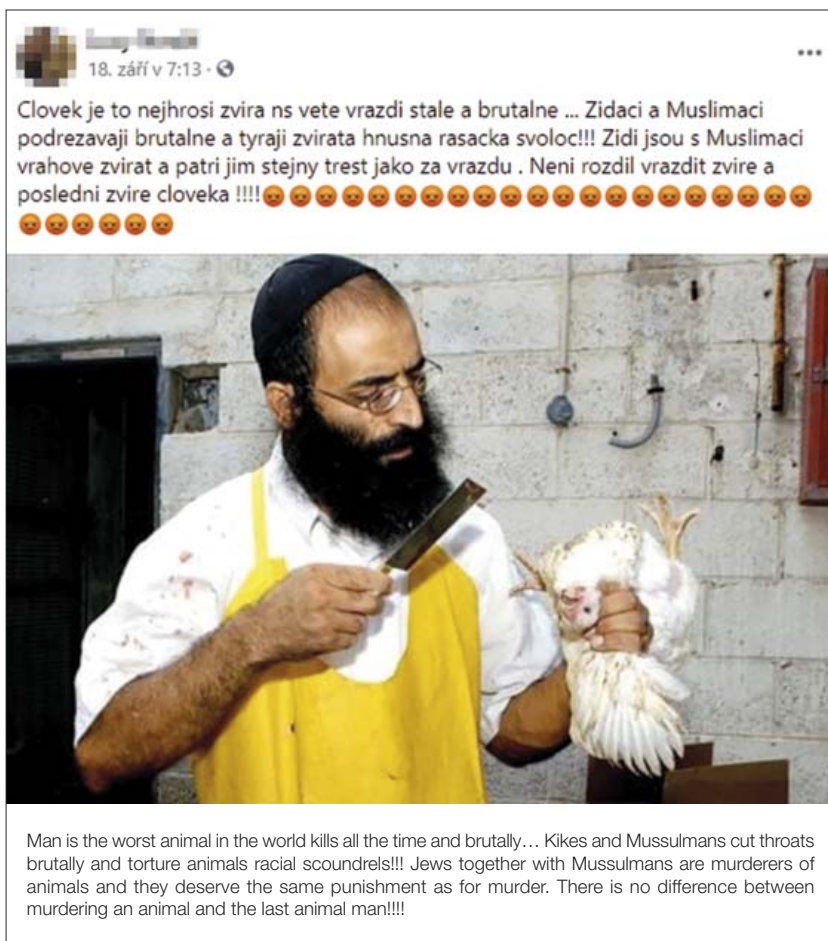 18. září v 7:13 ·
Clovek je to nejhrosi zvira ns vete vrazdi stale a brutalne ... Zidaci a Muslimaci
podrezavaji brutalne a tyraji zvirata hnusna rasacka svoloc!!! Zidi jsou s Muslimaci
vrahove zvirat a patri jim stejny trest jako za vrazdu . Neni rozdil vrazdit zvire a
posledni zvire cloveka !!!!😡😡😡😡😡😡😡😡😡😡😡😡😡😡😡😡😡😡😡😡😡
😡😡😡😡😡😡
Man is the worst animal in the world kills all the time and brutally… Kikes and Mussulmans cut throats
brutally and torture animals racial scoundrels!!! Jews together with Mussulmans are murderers of
animals and they deserve the same punishment as for murder. There is no difference between
murdering an animal and the last animal man!!!!